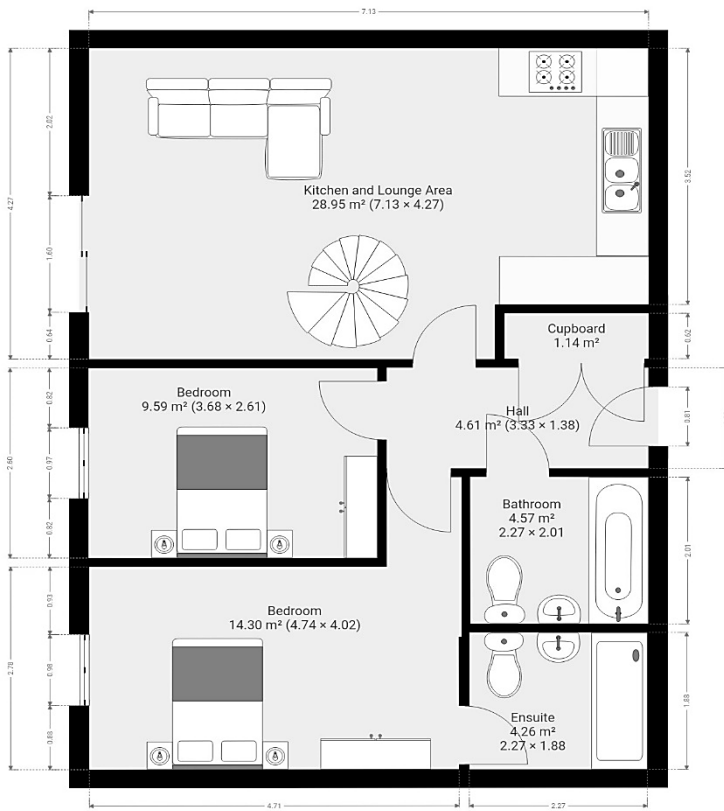 7.13
2.02
4.27
1.60
0.64
3.52
Kitchen and Lounge Area
28.95 m² (7.13 × 4.27)
Cupboard
1.14 m²
0.62
Bedroom
9.59 m² (3.68 × 2.61)
0.82
2.60
0.97
0.82
Hall
4.61 m² (3.33 × 1.38)
0.81
Bathroom
4.57 m²
2.27 × 2.01
2.01
Bedroom
14.30 m² (4.74 × 4.02)
0.93
2.78
0.98
0.88
Ensuite
4.26 m²
2.27 × 1.88
1.88
4.71
2.27